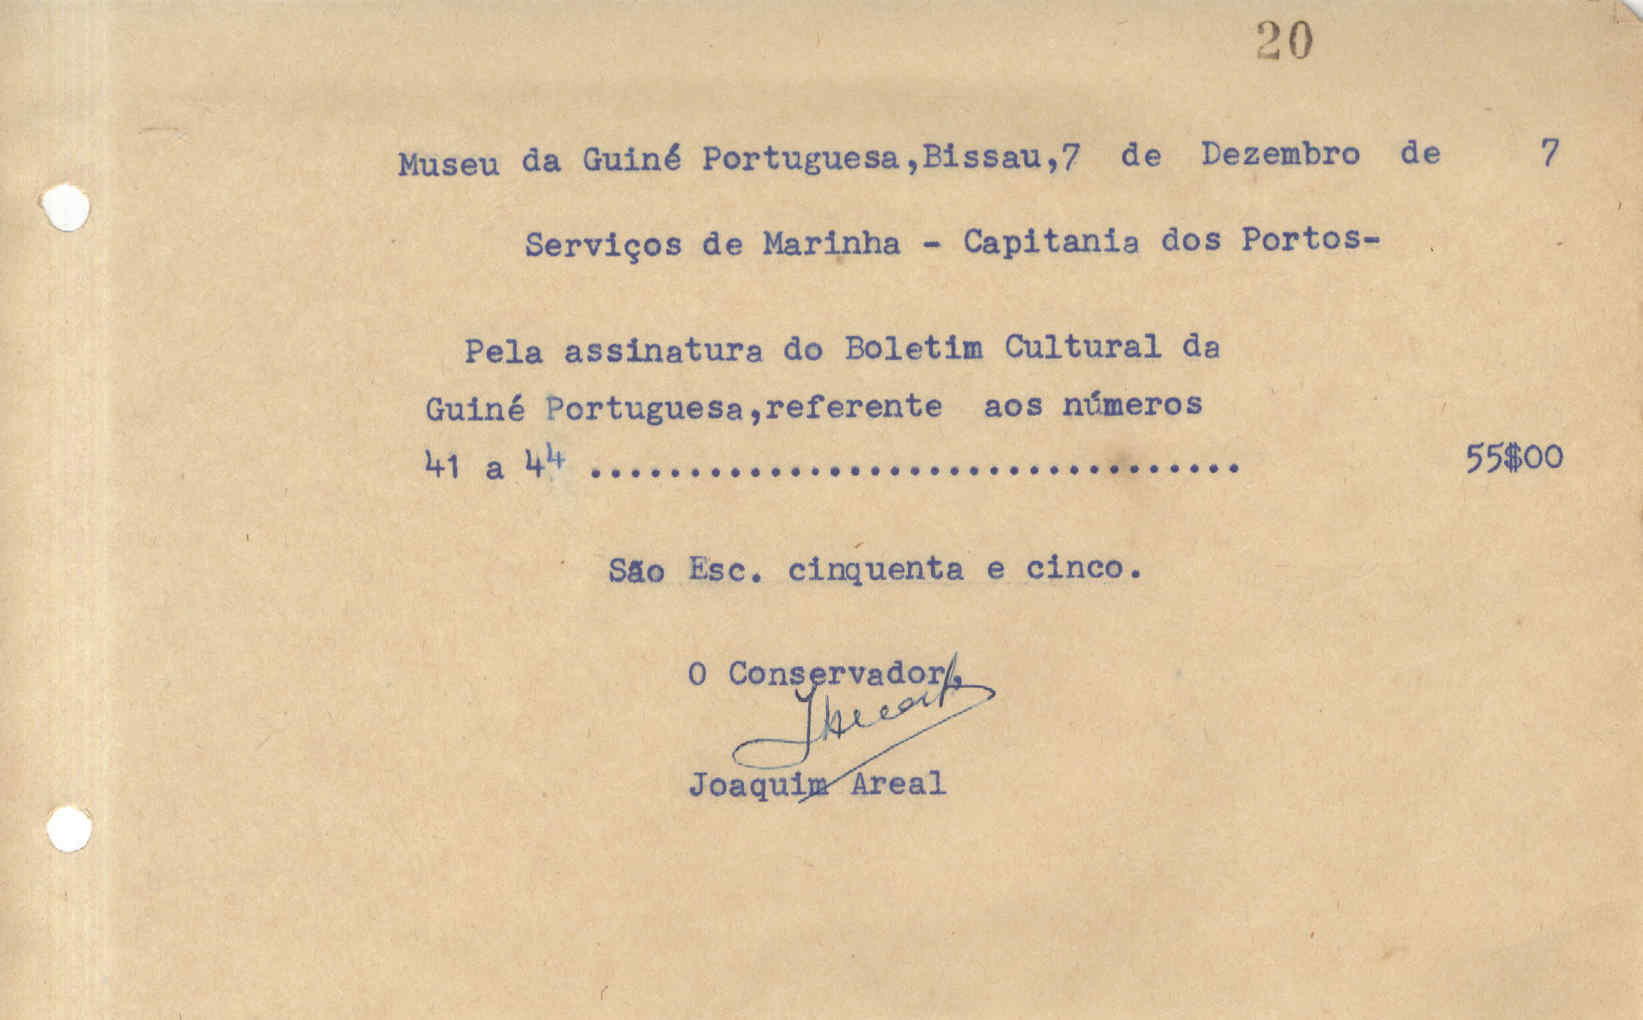 20
Museu da Guiné Portuguesa,Bissau,7 de Dezembro de 7
Serviços de Marinha - Capitania dos Portos-
Pela assinatura do Boletim Cultural da
Guiné Portuguesa,referente aos números
41 a 44 .................................
55$00
São Esc. cinquenta e cinco.
O Conservador,
JAreal
Joaquim Areal